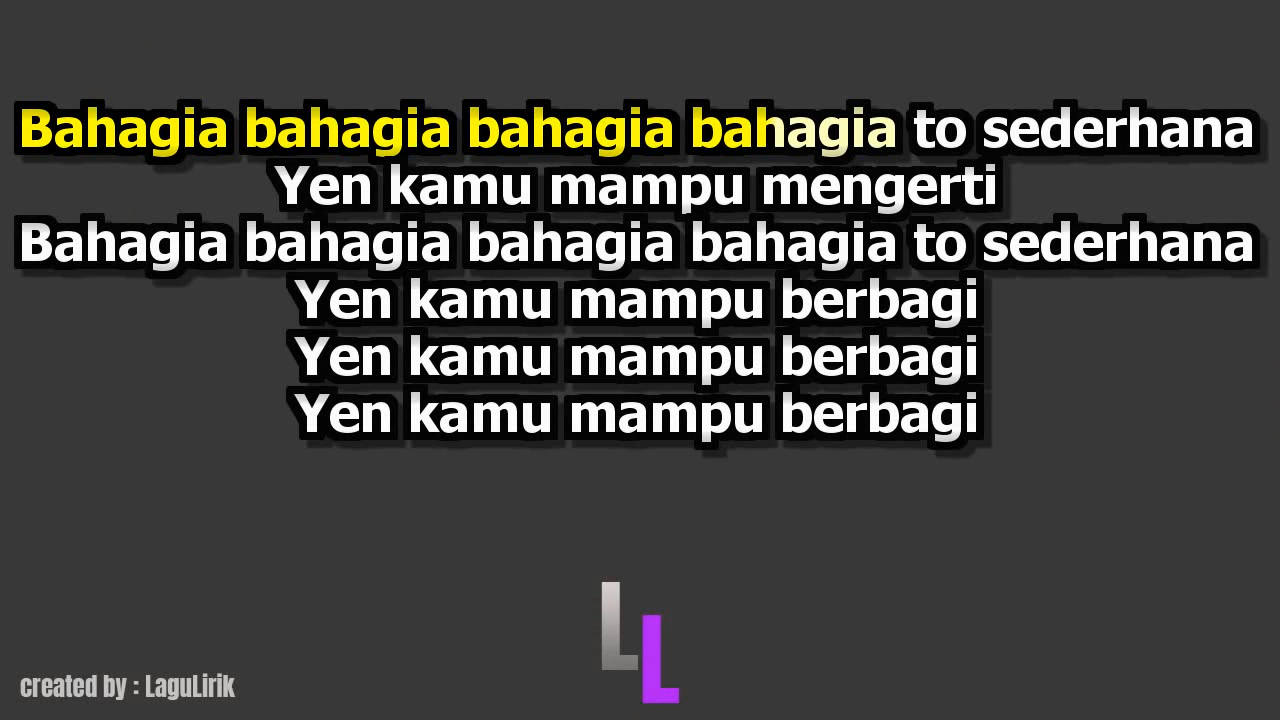 Bahagia bahagia bahagia bahagia to sederhana
Yen kamu mampu mengerti
Bahagia bahagia bahagia bahagia to sederhana
Yen kamu mampu berbagi
Yen kamu mampu berbagi
Yen kamu mampu berbagi
LL
created by : LaguLirik